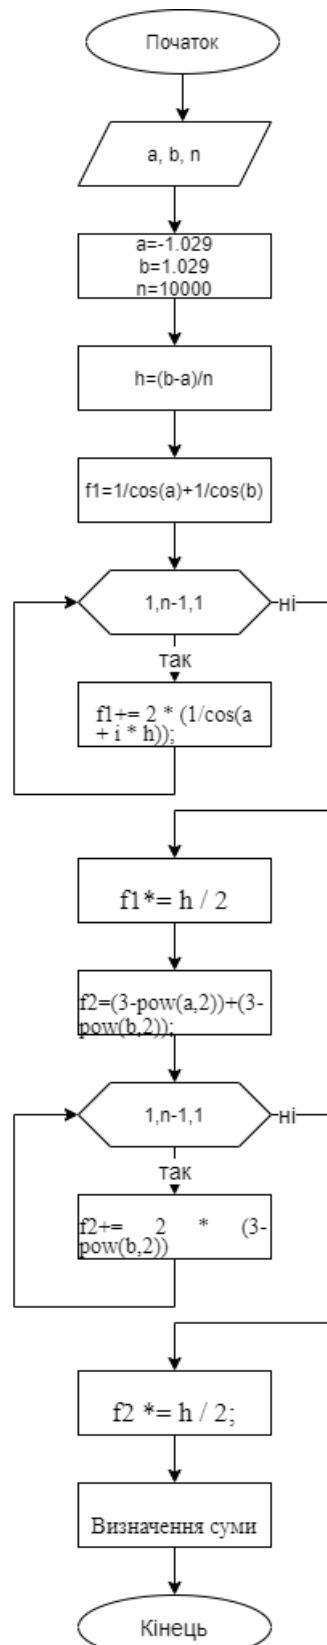 Початок
a, b, n
a=-1.029
b=1.029
n=10000
h=(b-a)/n
f1=1/cos(a)+1/cos(b)
1,n-1,1
ні
так
f1+= 2 * (1/cos(a
+ i * h));
f1*= h / 2
f2=(3-pow(a,2))+(3-
pow(b,2));
1,n-1,1
ні
так
f2+= 2 * (3-
pow(b,2))
f2 *= h / 2;
Визначення суми
Кінець